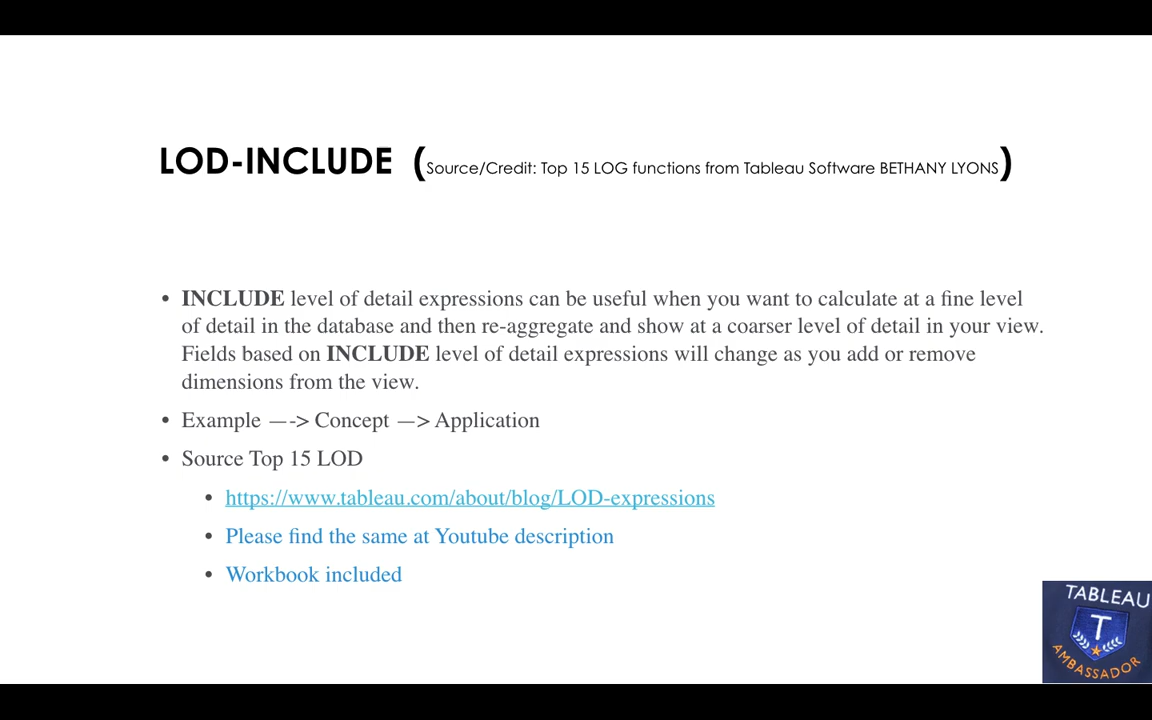 LOD-INCLUDE (Source/Credit: Top 15 LOG functions from Tableau Software BETHANY LYONS)
• INCLUDE level of detail expressions can be useful when you want to calculate at a fine level
of detail in the database and then re-aggregate and show at a coarser level of detail in your view.
Fields based on INCLUDE level of detail expressions will change as you add or remove
dimensions from the view.
• Example —-> Concept —> Application
• Source Top 15 LOD
• https://www.tableau.com/about/blog/LOD-expressions
• Please find the same at Youtube description
• Workbook included
TABLEAU
T
AMBASSADOR